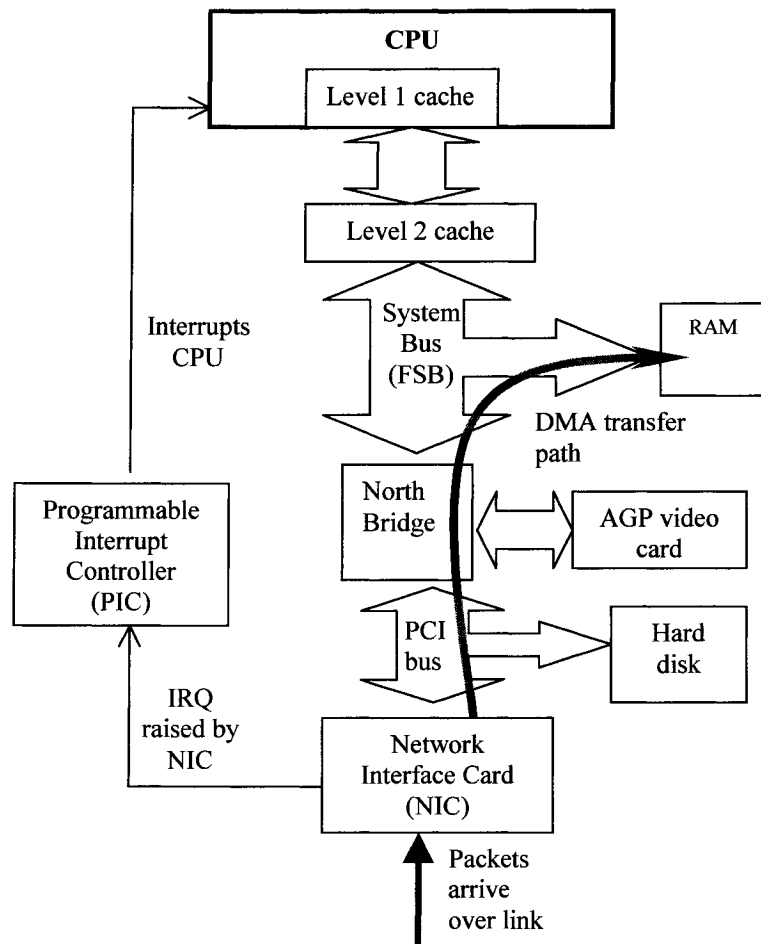 CPU
Level 1 cache
Level 2 cache
System
Bus
(FSB)
RAM
Interrupts
CPU
DMA transfer
path
North
Bridge
AGP video
card
Programmable
Interrupt
Controller
(PIC)
PCI
bus
Hard
disk
IRQ
raised by
NIC
Network
Interface Card
(NIC)
Packets
arrive
over link